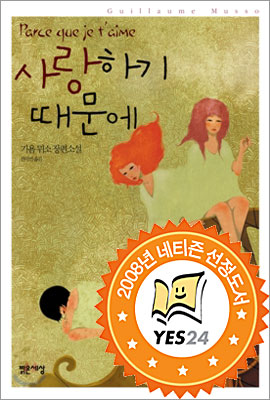 Guillaume Musso
Parce que je t'aime
사랑하기
때문에
기욤 뮈소 장편소설
2008년 네티즌 선정도서
YES24
밝은세상